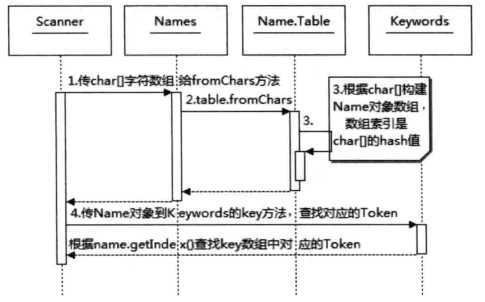 Scanner
Names
Name.Table
Keywords
1.传char[]字符数组 给fromChars方法
2.table.fromChars
3.
3.根据char[]构建
Name对象数组，
数组索引是
char[]的hash值
4.传Name对象到Keywords的key方法，查找对应的Token
根据name.getIndex()查找key数组中对 应的Token